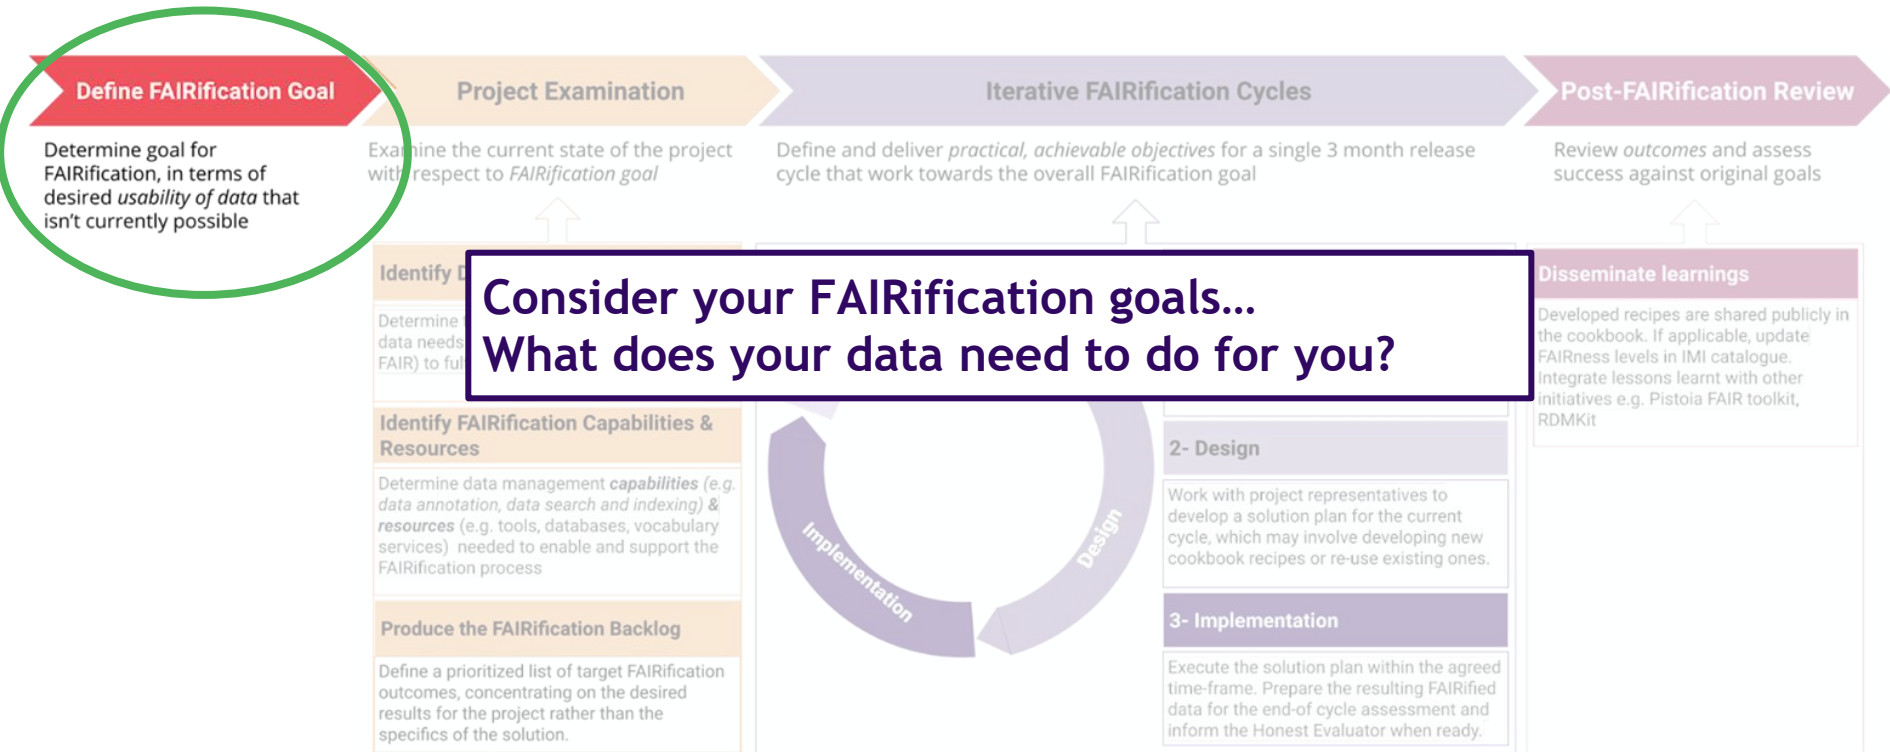 Define FAIRification Goal
Project Examination
Iterative FAIRification Cycles
Post-FAIRification Review
Determine goal for
FAIRification, in terms of
desired usability of data that
isn't currently possible
Examine the current state of the project
with respect to FAIRification goal
Define and deliver practical, achievable objectives for a single 3 month release
cycle that work towards the overall FAIRification goal
Review outcomes and assess
success against original goals
Identify
Determine
data needs
FAIR) to
Consider your FAIRification goals...
What does your data need to do for you?
Identify FAIRification Capabilities &
Resources
Determine data management capabilities (e.g.
data annotation, data search and indexing) &
resources (e.g. tools, databases, vocabulary
services) needed to enable and support the
FAIRification process
Produce the FAIRification Backlog
Define a prioritized list of target FAIRification
outcomes, concentrating on the desired
results for the project rather than the
specifics of the solution.
Implementation
Design
2- Design
Work with project representatives to
develop a solution plan for the current
cycle, which may involve developing new
cookbook recipes or re-use existing ones.
3- Implementation
Execute the solution plan within the agreed
time-frame. Prepare the resulting FAIRified
data for the end-of cycle assessment and
inform the Honest Evaluator when ready.
Disseminate learnings
Developed recipes are shared publicly in
the cookbook. If applicable, update
FAIRness levels in IMI catalogue.
Integrate lessons learnt with other
initiatives e.g. Pistoia FAIR toolkit,
RDMKit